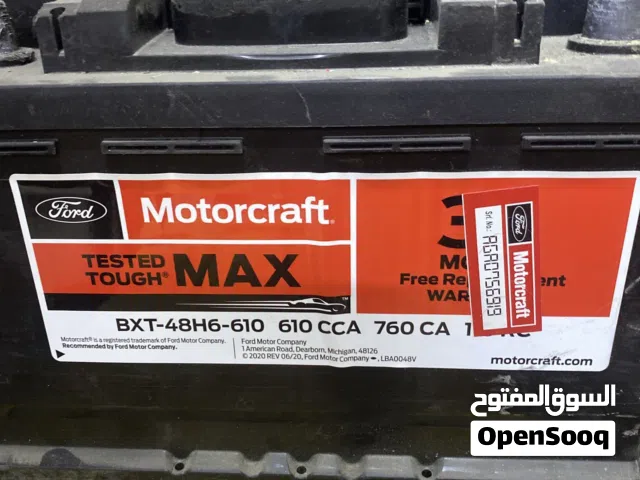 Ford
Motorcraft®
TESTED
TOUGH® MAX
Free
WAR
BXT-48H6-610 610 CCA 760 CA
Motorcraft® is a registered trademark of Ford Motor Company.
Recommended by Ford Motor Company.
Ford Motor Company
1 American Road, Dearborn, Michigan, 48126
© 2020 REV 06/20, Ford Motor Company, LBA0048V
motorcraft.com
Ford
Motorcraft
Srl. No.:
السوق المفتوح
OpenSooq